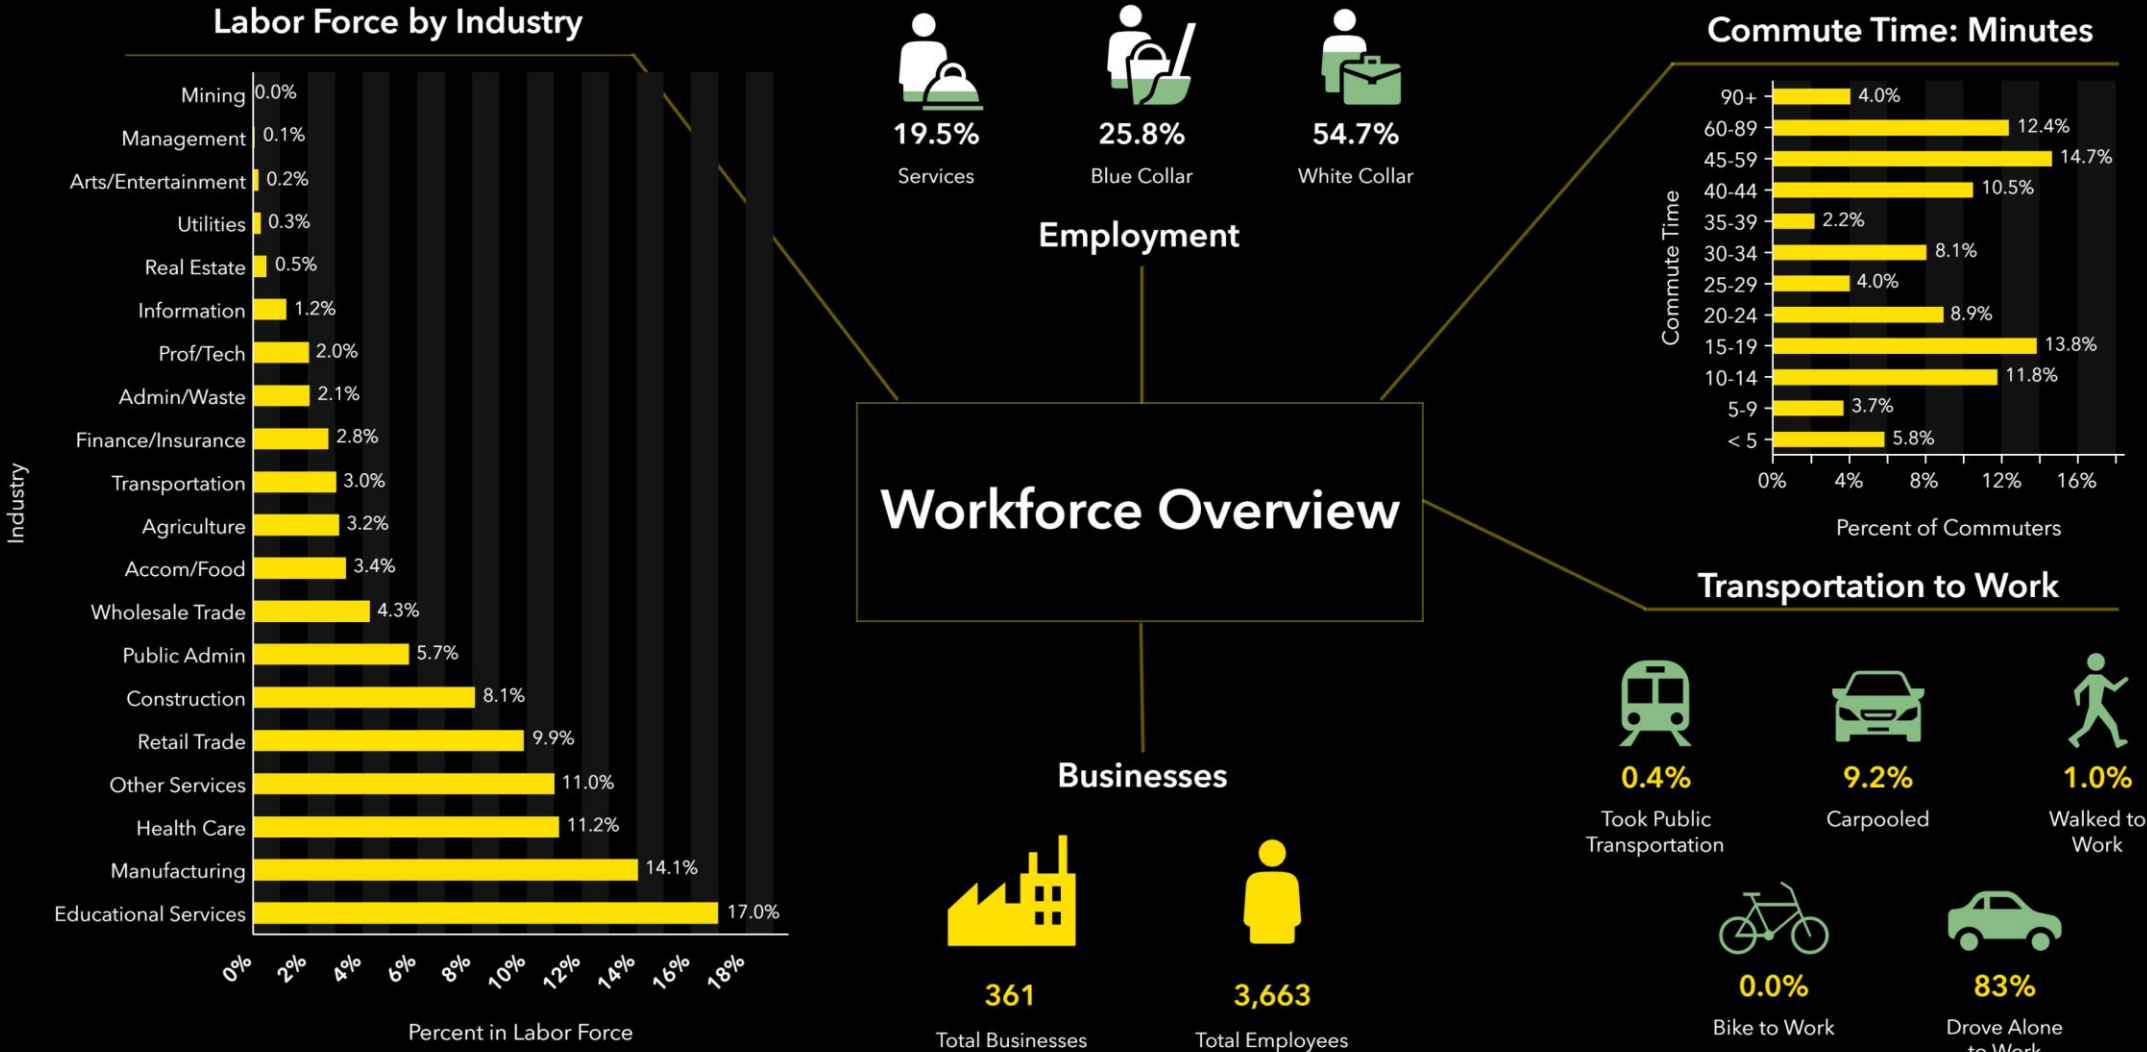 Labor Force by Industry
Industry
Mining 0.0%
Management 0.1%
Arts/Entertainment 0.2%
Utilities 0.3%
Real Estate 0.5%
Information 1.2%
Prof/Tech 2.0%
Admin/Waste 2.1%
Finance/Insurance 2.8%
Transportation 3.0%
Agriculture 3.2%
Accom/Food 3.4%
Wholesale Trade 4.3%
Public Admin 5.7%
Construction 8.1%
Retail Trade 9.9%
Other Services 11.0%
Health Care 11.2%
Manufacturing 14.1%
Educational Services 17.0%
0% 2% 4% 6% 8% 10% 12% 14% 16% 18%
Percent in Labor Force
19.5% 25.8% 54.7%
Services Blue Collar White Collar
Employment
Workforce Overview
Businesses
361 3,663
Total Businesses Total Employees
Commute Time: Minutes
Commute Time
90+ 4.0%
60-89 12.4%
45-59 14.7%
40-44 10.5%
35-39 2.2%
30-34 8.1%
25-29 4.0%
20-24 8.9%
15-19 13.8%
10-14 11.8%
5-9 3.7%
< 5 5.8%
0% 4% 8% 12% 16%
Percent of Commuters
Transportation to Work
0.4% 9.2% 1.0%
Took Public Carpooled Walked to
Transportation Work
0.0% 83%
Bike to Work Drove Alone
to Work